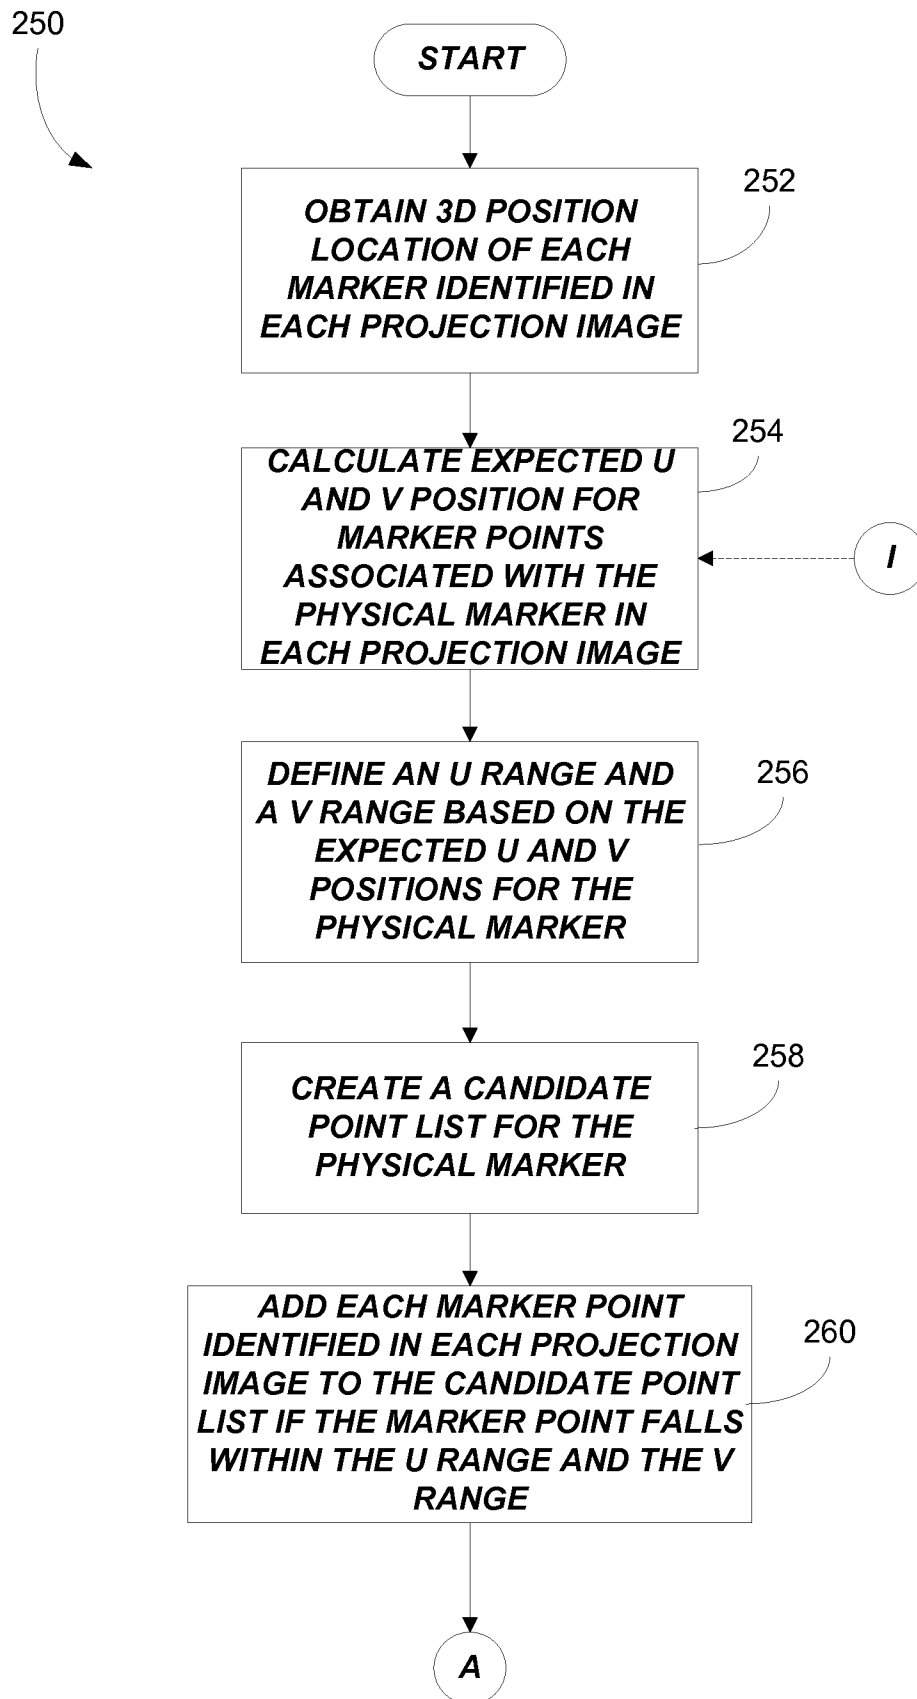 250
START
252
OBTAIN 3D POSITION
LOCATION OF EACH
MARKER IDENTIFIED IN
EACH PROJECTION IMAGE
254
CALCULATE EXPECTED U
AND V POSITION FOR
MARKER POINTS
ASSOCIATED WITH THE
PHYSICAL MARKER IN
EACH PROJECTION IMAGE
I
256
DEFINE AN U RANGE AND
A V RANGE BASED ON THE
EXPECTED U AND V
POSITIONS FOR THE
PHYSICAL MARKER
258
CREATE A CANDIDATE
POINT LIST FOR THE
PHYSICAL MARKER
260
ADD EACH MARKER POINT
IDENTIFIED IN EACH PROJECTION
IMAGE TO THE CANDIDATE POINT
LIST IF THE MARKER POINT FALLS
WITHIN THE U RANGE AND THE V
RANGE
A